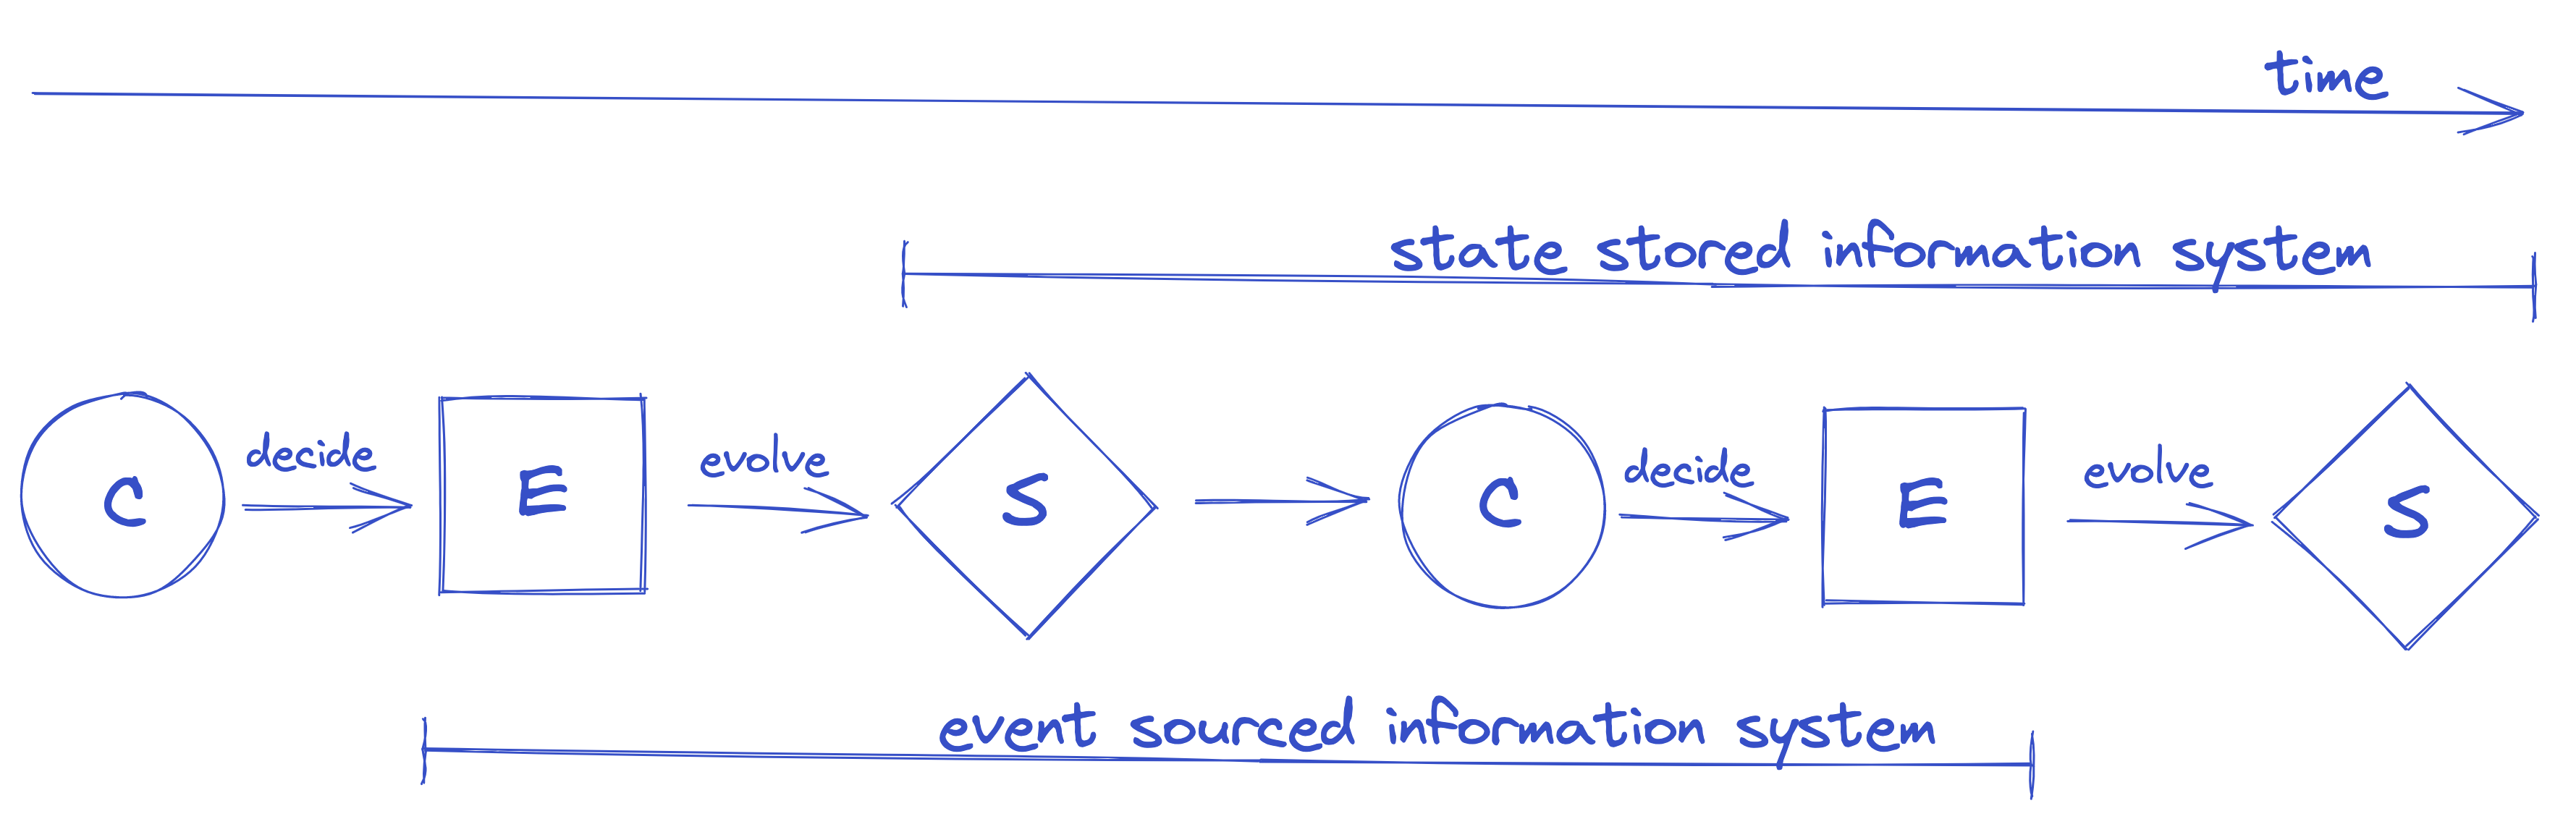 time
state stored information system
C decide E evolve S C decide E evolve S
event sourced information system